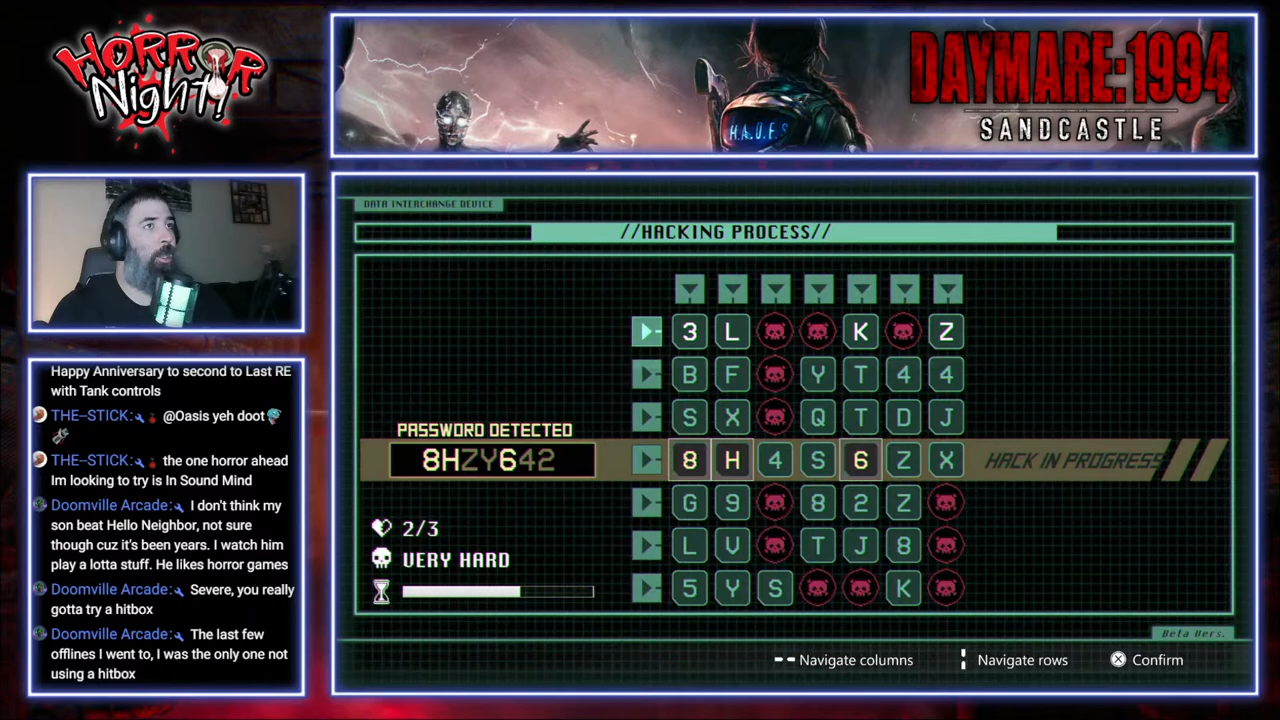 HORROR
Night!
DAYMARE:1994
SANDCASTLE
H.A.D.E.S
Happy Anniversary to second to Last RE
with Tank controls
THE--STICK: @Oasis yeh doot
THE--STICK: the one horror ahead
Im looking to try is In Sound Mind
Doomville Arcade: I don't think my
son beat Hello Neighbor, not sure
though cuz it's been years. I watch him
play a lotta stuff. He likes horror games
Doomville Arcade: Severe, you really
gotta try a hitbox
Doomville Arcade: The last few
offlines I went to, I was the only one not
using a hitbox
DATA INTERCHANGE DEVICE
//HACKING PROCESS//
3 L K Z
B F Y T 4 4
S X Q T D J
PASSWORD DETECTED
8HZY642
8 H 4 S 6 Z X
HACK IN PROGRESS
G 9 8 2 Z
2/3
L V T J 8
VERY HARD
5 Y S K
Beta Vers.
Navigate columns
Navigate rows
Confirm